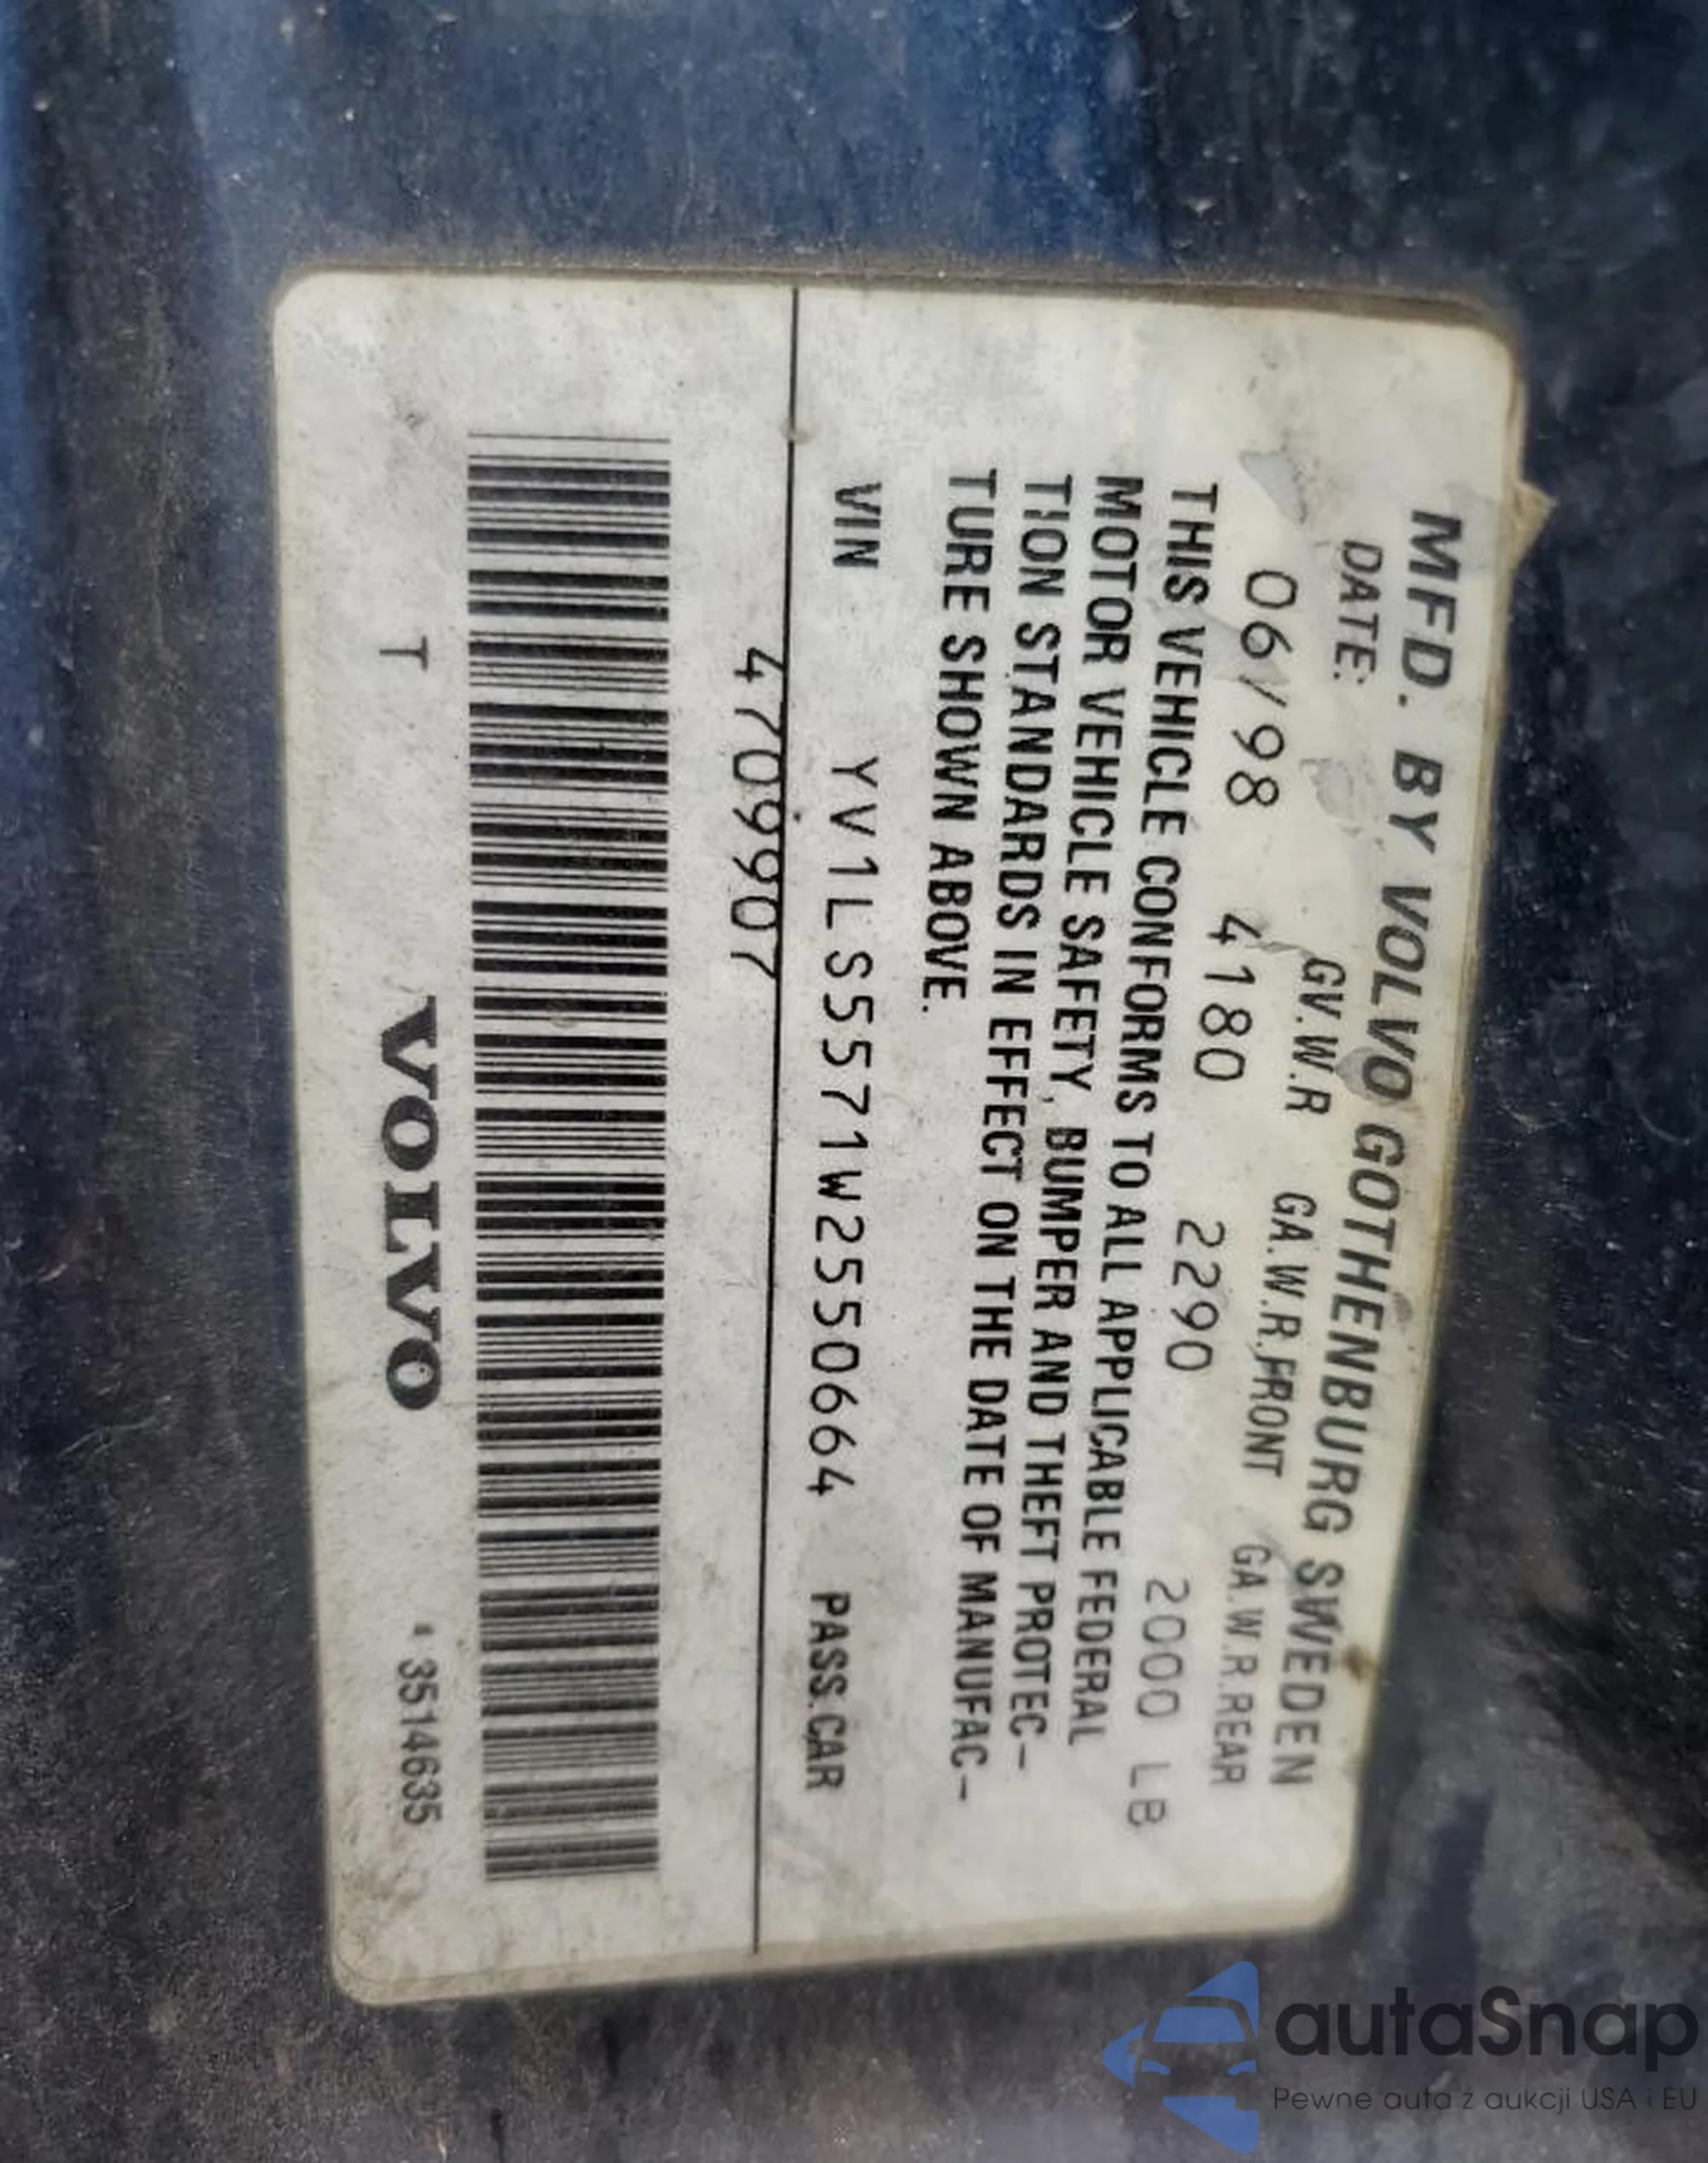 MFD. BY VOLVO GOTHENBURG SWEDEN
DATE: GV.W.R GA.W.R.FRONT GA.W.R.REAR
06/98 4180 2290 2000 LB
THIS VEHICLE CONFORMS TO ALL APPLICABLE FEDERAL
MOTOR VEHICLE SAFETY, BUMPER AND THEFT PROTEC-
TION STANDARDS IN EFFECT ON THE DATE OF MANUFAC-
TURE SHOWN ABOVE.
VIN YV1LS5571W2550664 PASS.CAR
4709907
T VOLVO 3514635
autaSnap
Pewne auta z aukcji USA i EU